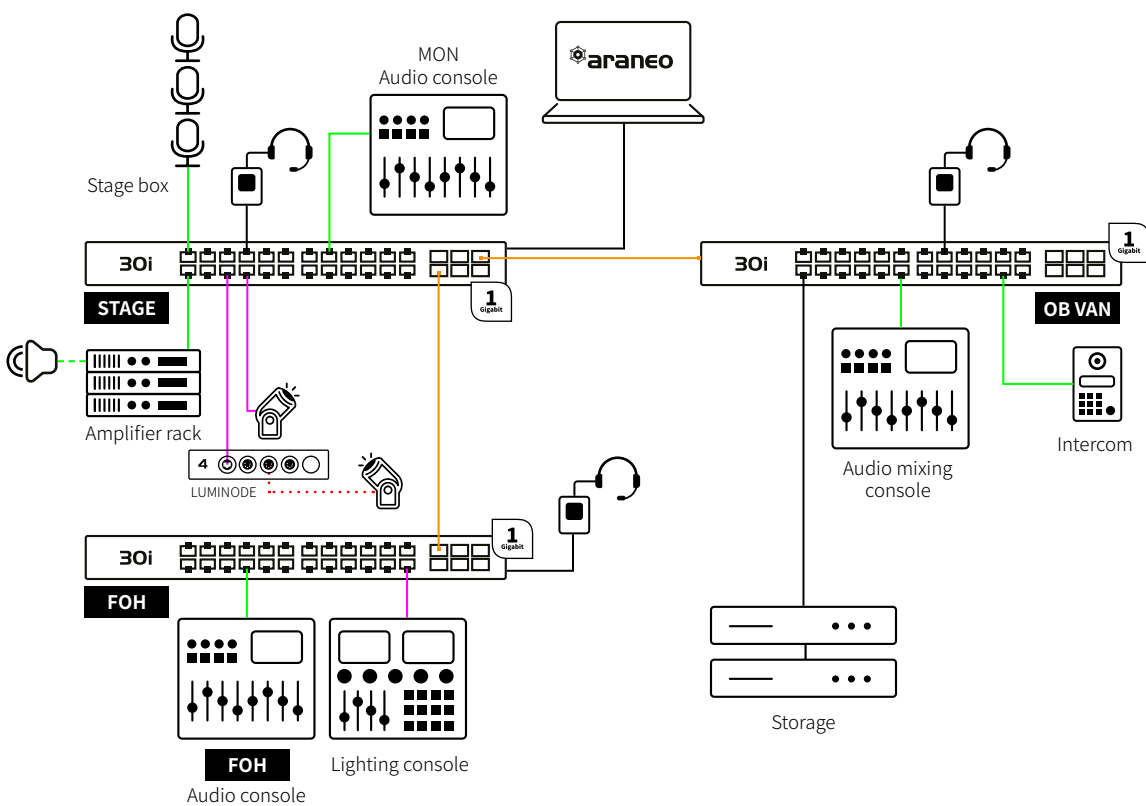 MON
Audio console
araneo
Stage box
30i
1
Gigabit
STAGE
30i
1
Gigabit
OB VAN
Amplifier rack
4
LUMINODE
Audio mixing
console
Intercom
30i
1
Gigabit
FOH
Storage
FOH
Audio console
Lighting console